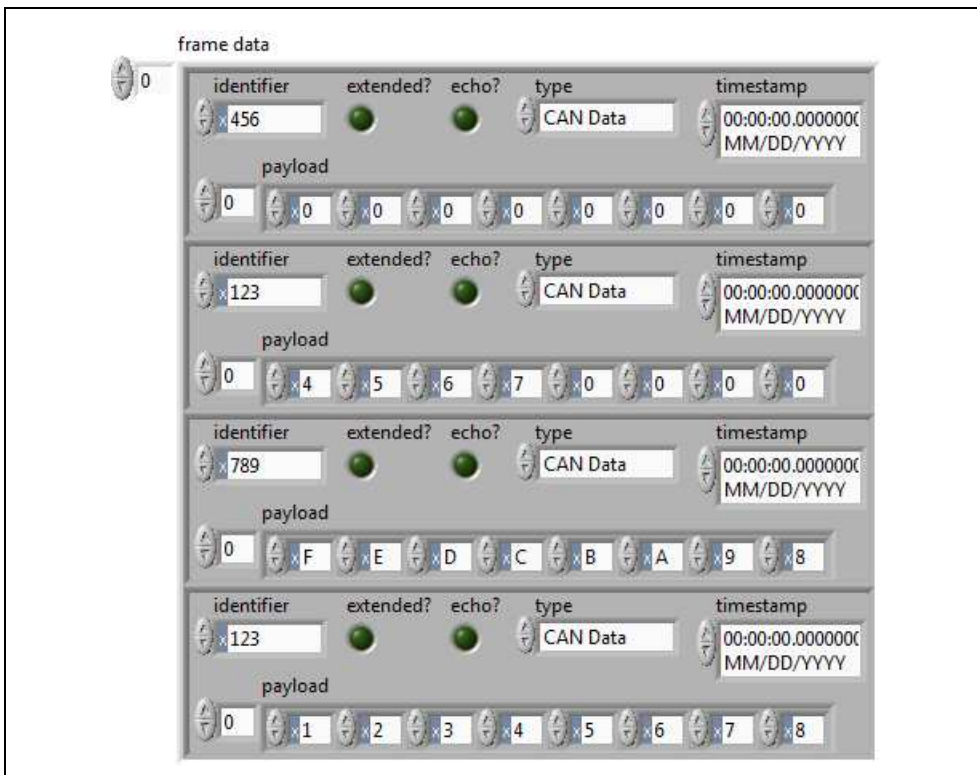 frame data
0
identifier extended? echo? type timestamp
x456 CAN Data 00:00:00.0000000
MM/DD/YYYY
payload
0 x0 x0 x0 x0 x0 x0 x0 x0
identifier extended? echo? type timestamp
x123 CAN Data 00:00:00.0000000
MM/DD/YYYY
payload
0 x4 x5 x6 x7 x0 x0 x0 x0
identifier extended? echo? type timestamp
x789 CAN Data 00:00:00.0000000
MM/DD/YYYY
payload
0 xF xE xD xC xB xA x9 x8
identifier extended? echo? type timestamp
x123 CAN Data 00:00:00.0000000
MM/DD/YYYY
payload
0 x1 x2 x3 x4 x5 x6 x7 x8